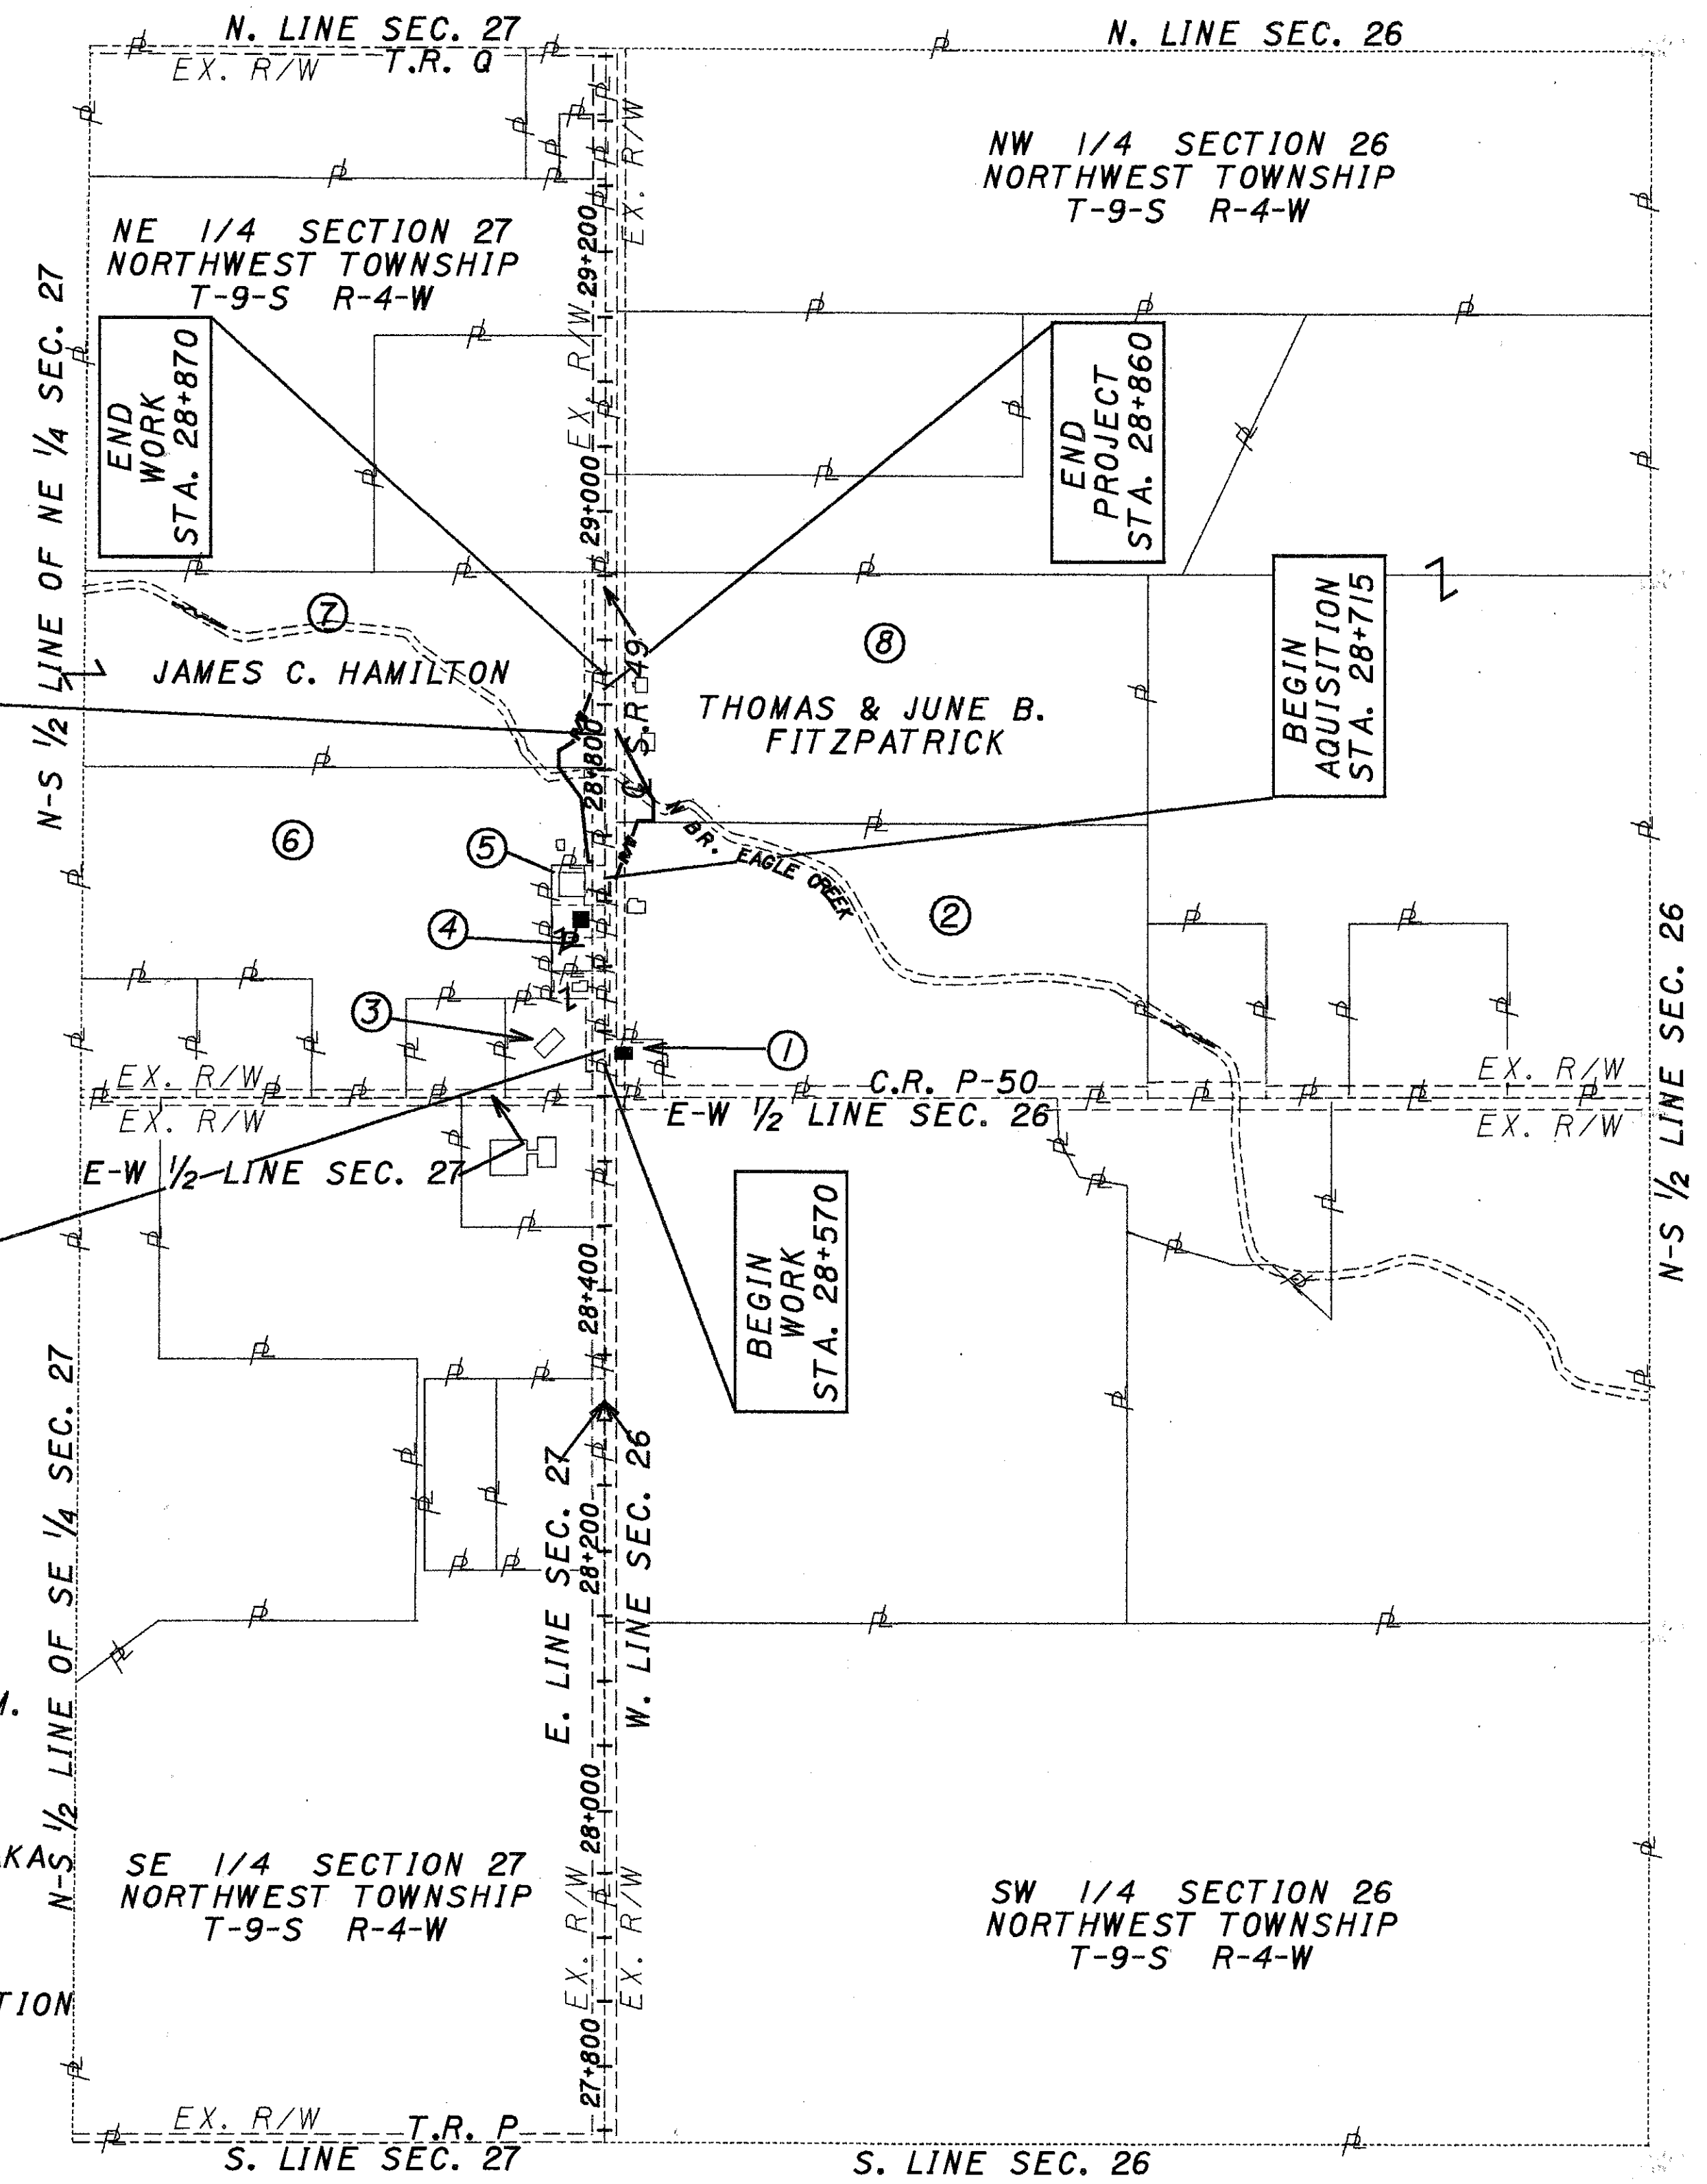 N. LINE SEC. 27
N. LINE SEC. 26
EX. R/W
T.R. Q
EX. R/W
NW 1/4 SECTION 26
NORTHWEST TOWNSHIP
T-9-S R-4-W
NE 1/4 SECTION 27
NORTHWEST TOWNSHIP
T-9-S R-4-W
29+200
N-S 1/2 LINE OF NE 1/4 SEC. 27
END
WORK
STA. 28+870
EX. R/W
29+000
END
PROJECT
STA. 28+860
BEGIN
AQUISITION
STA. 28+715
7
JAMES C. HAMILTON
S.R 49
8
THOMAS & JUNE B.
FITZPATRICK
28+800
6
5
N BR. EAGLE CREEK
4
2
3
1
N-S 1/2 LINE SEC. 26
EX. R/W
C.R. P-50
EX. R/W
EX. R/W
E-W 1/2 LINE SEC. 26
EX. R/W
E-W 1/2 LINE SEC. 27
BEGIN
WORK
STA. 28+570
28+400
N-S 1/2 LINE OF SE 1/4 SEC. 27
E. LINE SEC. 27
28+200
W. LINE SEC. 26
M.
28+000
KA
SE 1/4 SECTION 27
NORTHWEST TOWNSHIP
T-9-S R-4-W
EX. R/W
EX. R/W
SW 1/4 SECTION 26
NORTHWEST TOWNSHIP
T-9-S R-4-W
TION
27+800
EX. R/W
T.R. P
S. LINE SEC. 27
S. LINE SEC. 26